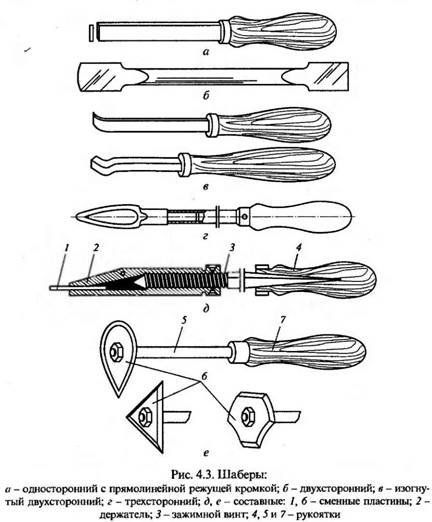 а
б
в
г
1 2 3 4
д
5 7
6
е
Рис. 4.3. Шаберы:
а – односторонний с прямолинейной режущей кромкой; б – двухсторонний; в – изогну-
тый двухсторонний; г – трехсторонний; д, е – составные: 1, 6 – сменные пластины; 2 –
держатель; 3 – зажимной винт; 4, 5 и 7 – рукоятки